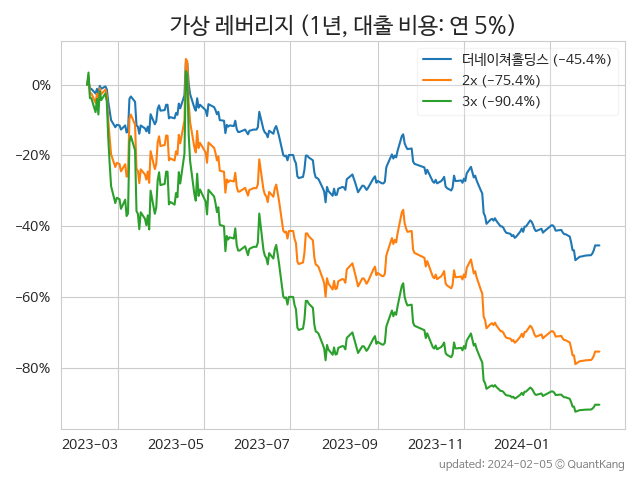 가상 레버리지 (1년, 대출 비용: 연 5%)
더네이쳐홀딩스 (−45.4%)
2x (−75.4%)
3x (−90.4%)
0%
−20%
−40%
−60%
−80%
2023-03 2023-05 2023-07 2023-09 2023-11 2024-01
updated: 2024-02-05 © QuantKang